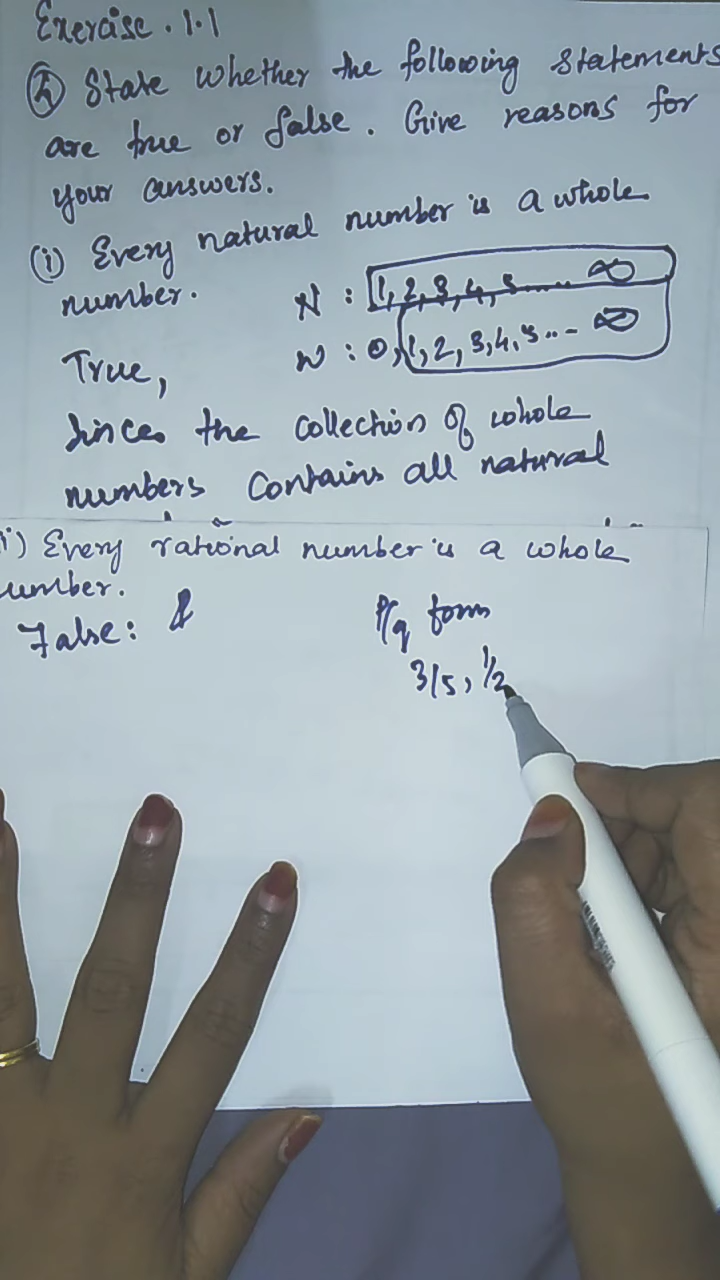 Exercise . 1.1
④ State whether the following statements
are true or false. Give reasons for
your answers.
(i) Every natural number is a whole
number.
N : 1, 2, 3, 4, 5...... ∞
True,
W : 0, 1, 2, 3, 4, 5... - ∞
Sinces the collection of whole
numbers Contains all natural
i) Every rational number is a whole
umber.
False:
P/q form
3/5, 1/2